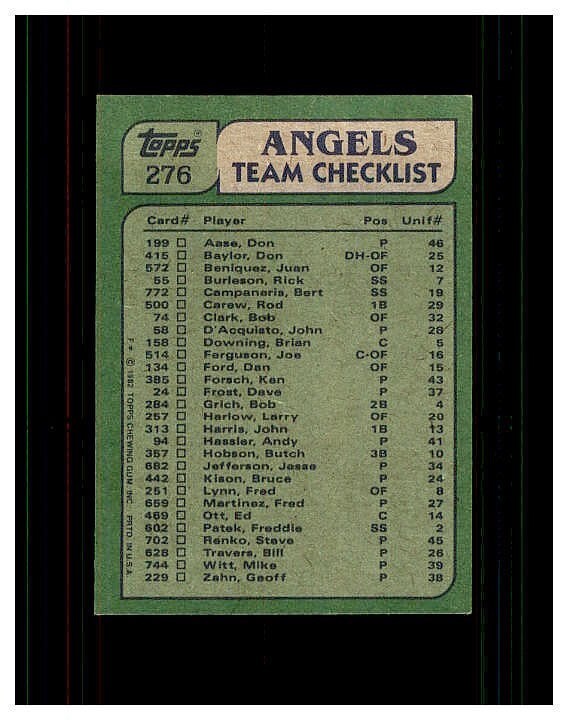 Topps®
276
ANGELS
TEAM CHECKLIST
Card# Player Pos Unif#
199 □ Aase, Don P 46
415 □ Baylor, Don DH-OF 25
572 □ Beniquez, Juan OF 12
55 □ Burleson, Rick SS 7
772 □ Campaneris, Bert SS 19
500 □ Carew, Rod 1B 29
74 □ Clark, Bob OF 32
58 □ D'Acquisto, John P 28
158 □ Downing, Brian C 5
514 □ Ferguson, Joe C-OF 16
134 □ Ford, Dan OF 15
385 □ Forsch, Ken P 43
24 □ Frost, Dave P 37
284 □ Grich, Bob 2B 4
257 □ Harlow, Larry OF 20
313 □ Harris, John 1B 13
94 □ Hassler, Andy P 41
357 □ Hobson, Butch 3B 10
682 □ Jefferson, Jesse P 34
442 □ Kison, Bruce P 24
251 □ Lynn, Fred OF 8
659 □ Martinez, Fred P 27
469 □ Ott, Ed C 14
602 □ Patek, Freddie SS 2
702 □ Renko, Steve P 45
628 □ Travers, Bill P 26
744 □ Witt, Mike P 39
229 □ Zahn, Geoff P 38
© 1982 TOPPS CHEWING GUM, INC. PRTD. IN U.S.A.